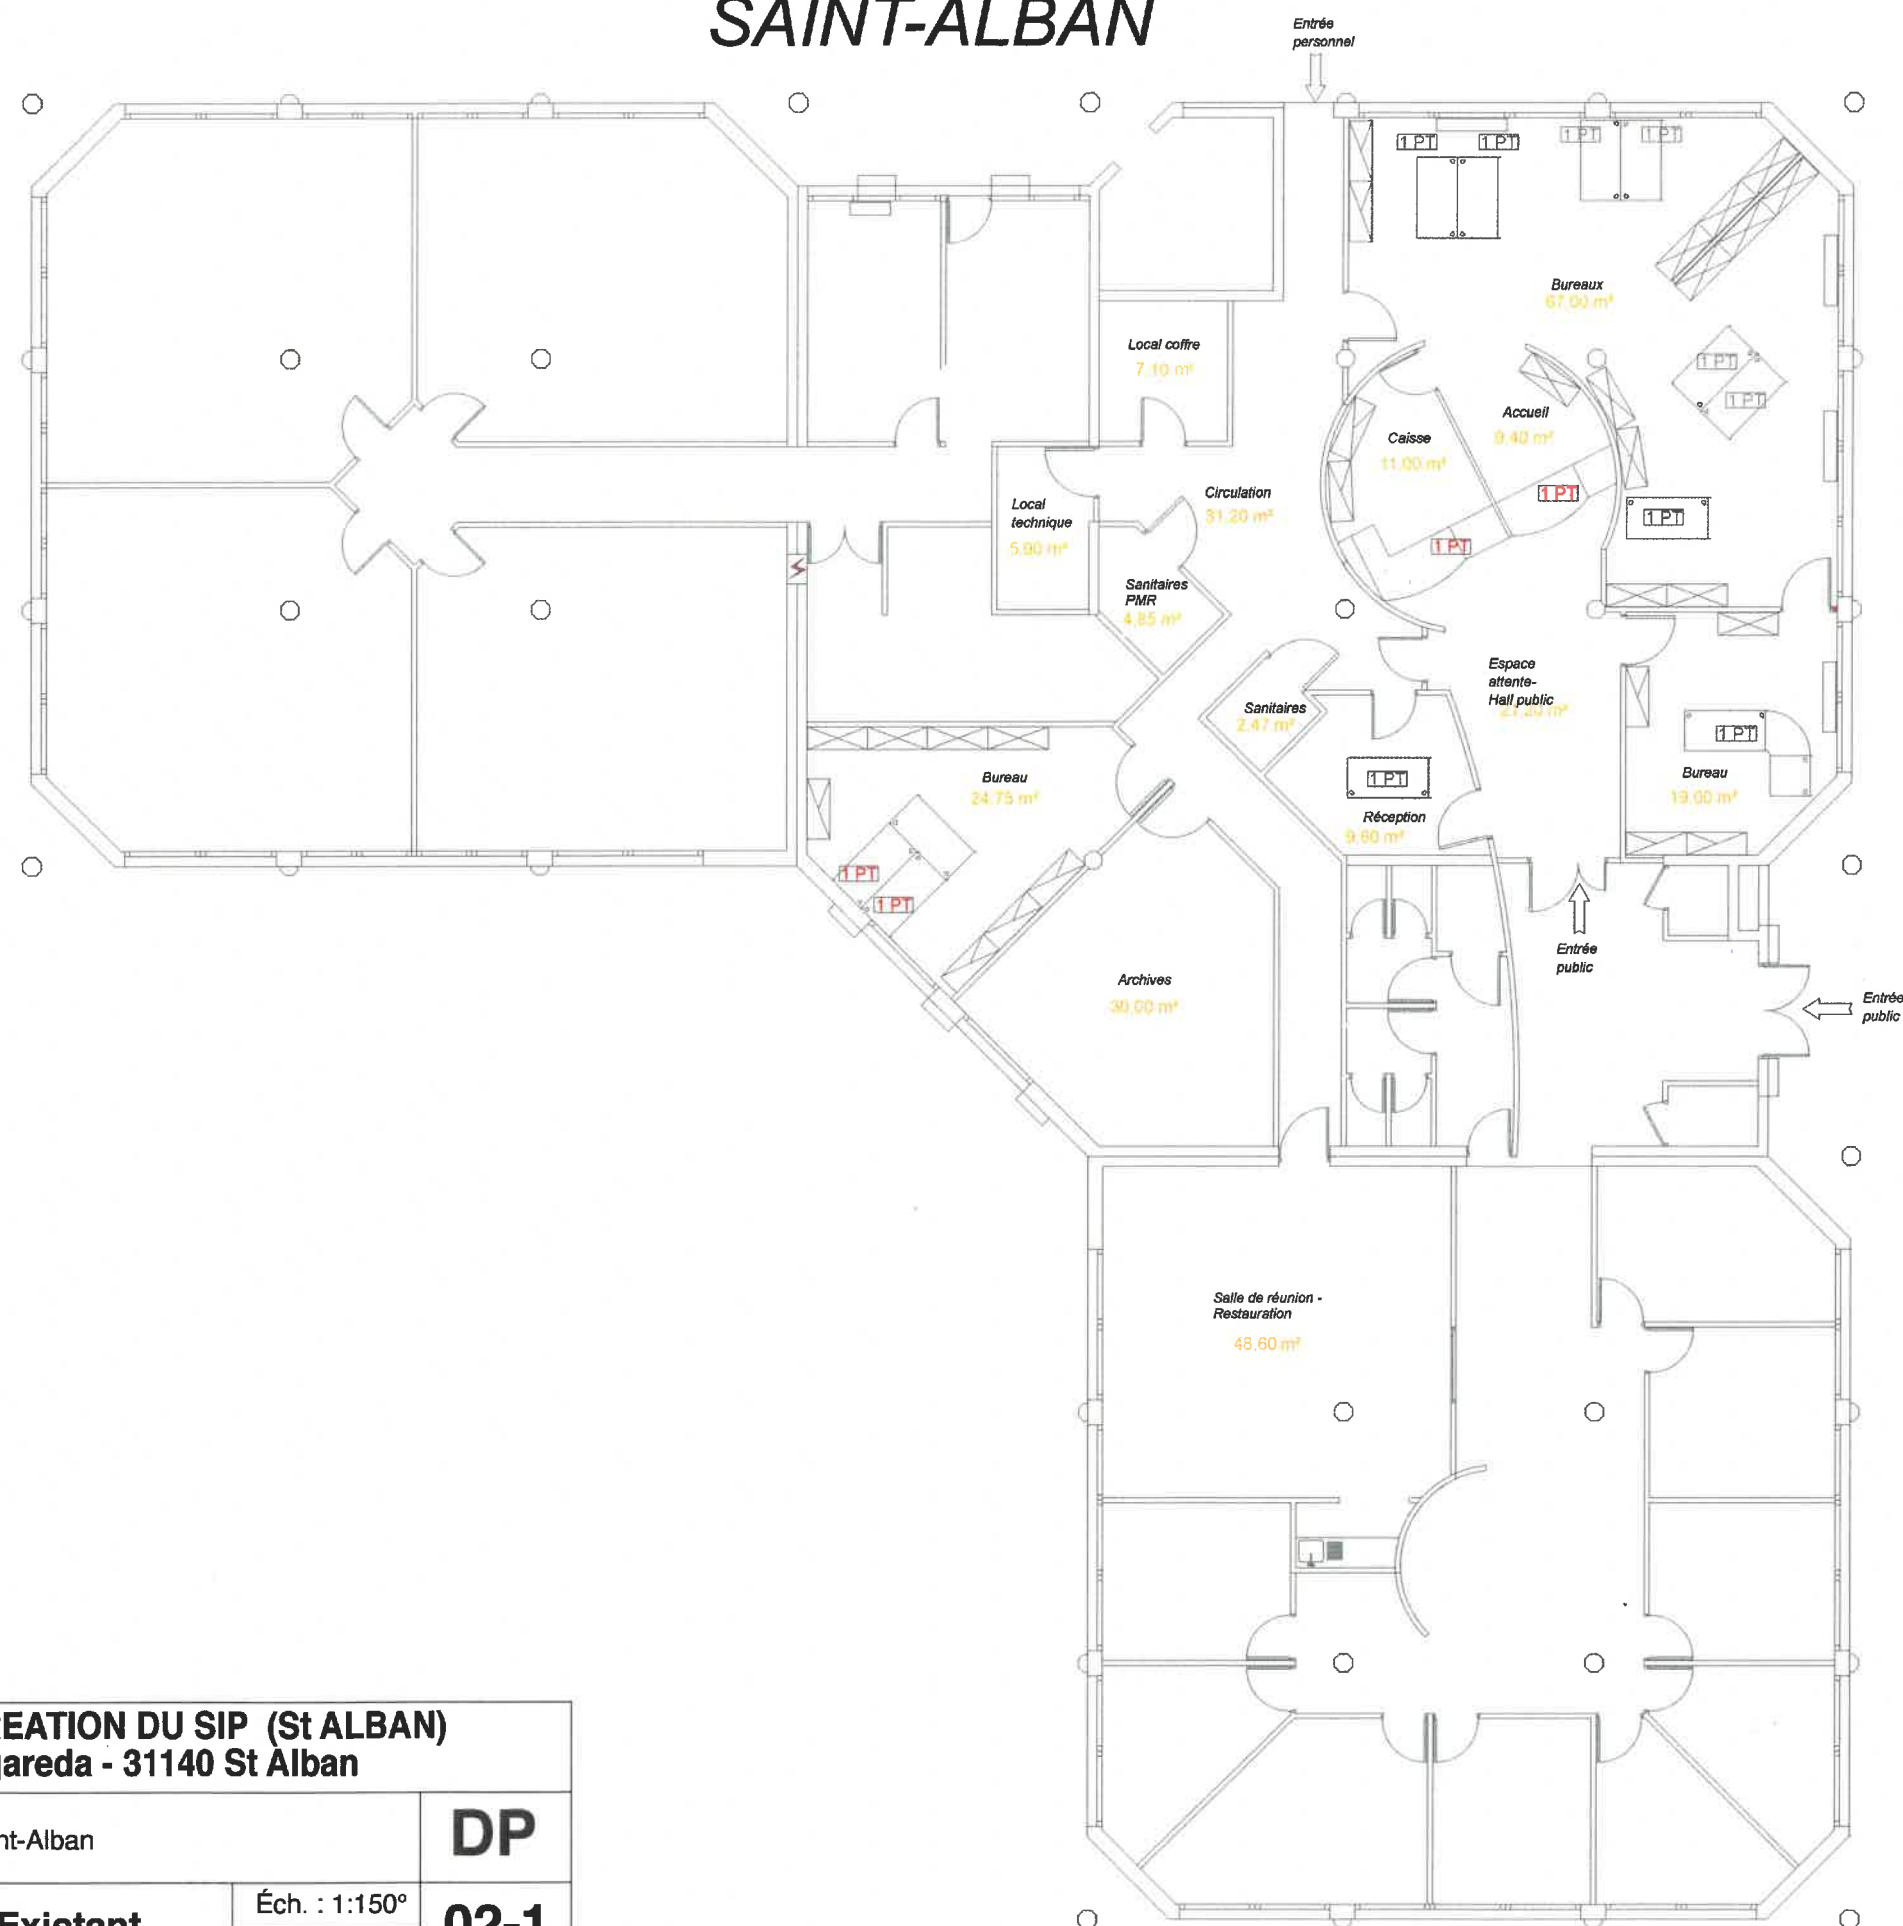 SAINT-ALBAN
Entrée
personnel
1 PT
1 PT
1 PT
1 PT
Bureaux
67.00 m²
Local coffre
7.10 m²
1 PT
1 PT
Accueil
9.40 m²
Caisse
11.00 m²
Circulation
31.20 m²
1 PT
1 PT
1 PT
Local
technique
5.90 m²
Sanitaires
PMR
4,85 m²
Espace
attente-
Hall public
Sanitaires
2.47 m²
1 PT
Bureau
19.00 m²
1 PT
Réception
9.60 m²
Bureau
24.75 m²
1 PT
1 PT
Entrée
public
Archives
30.00 m²
Entrée
public
Salle de réunion -
Restauration
48,60 m²
EATION DU SIP (St ALBAN)
areda - 31140 St Alban
nt-Alban
DP
Éch. : 1:150°
Existant
02-1